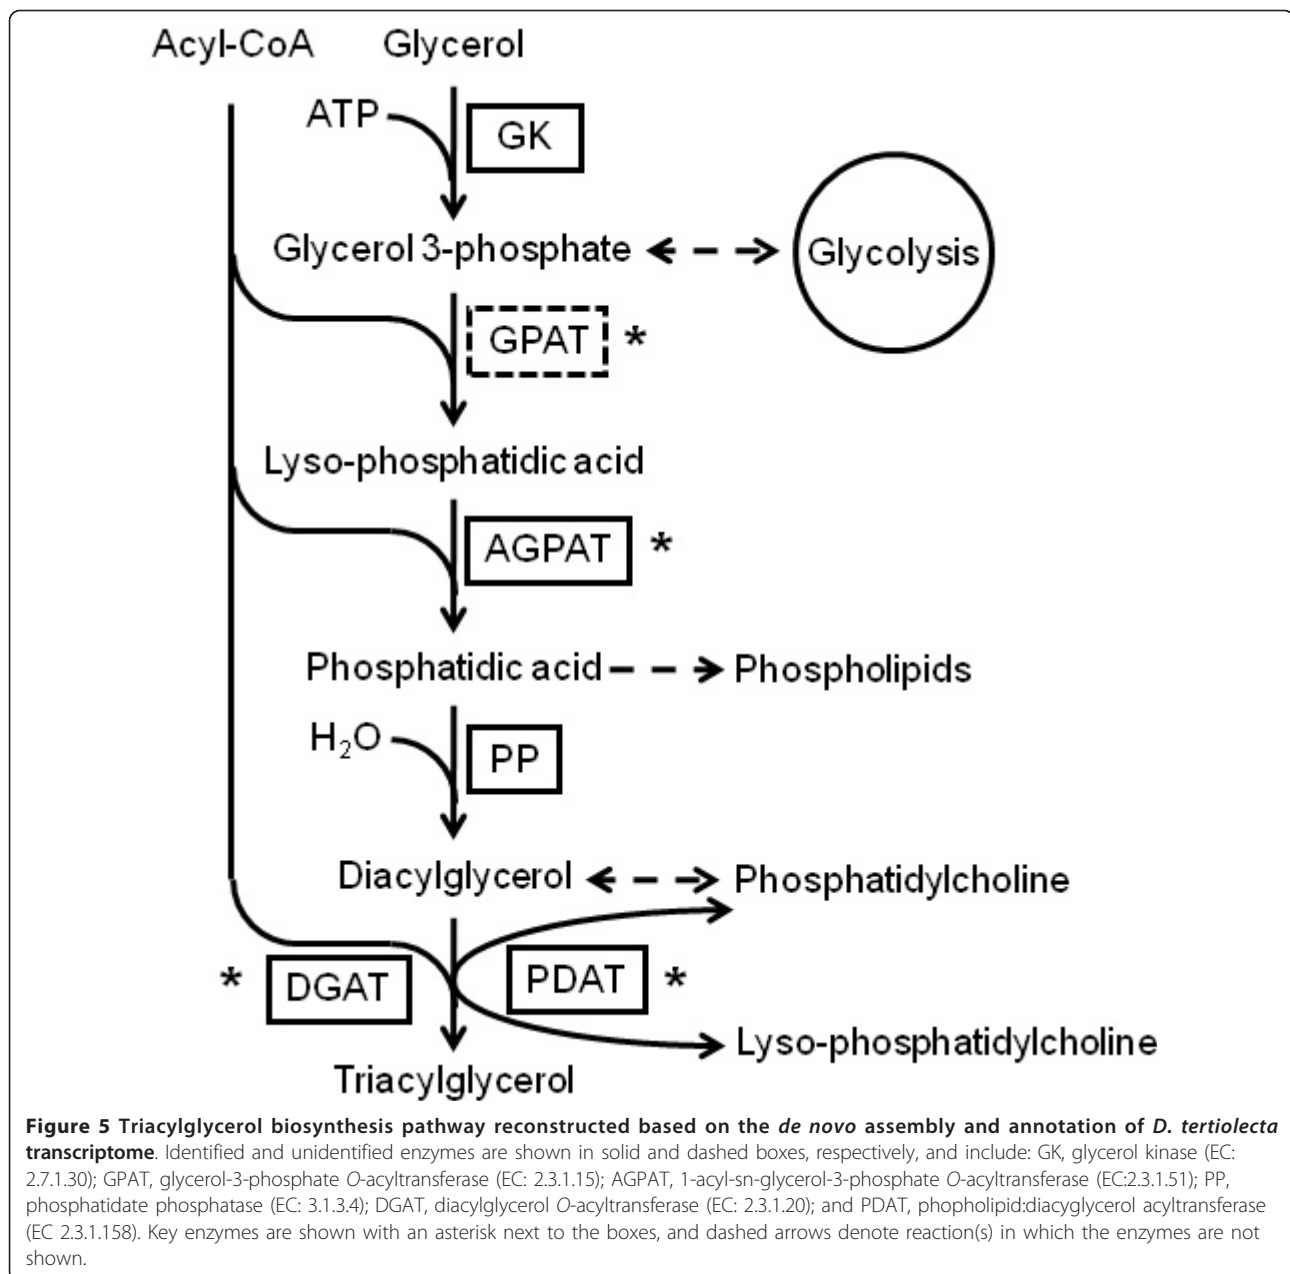 Acyl-CoA Glycerol
ATP
GK
Glycerol 3-phosphate
Glycolysis
GPAT *
Lyso-phosphatidic acid
AGPAT *
Phosphatidic acid
Phospholipids
H₂O
PP
Diacylglycerol
Phosphatidylcholine
* DGAT
PDAT *
Lyso-phosphatidylcholine
Triacylglycerol
Figure 5 Triacylglycerol biosynthesis pathway reconstructed based on the de novo assembly and annotation of D. tertiolecta
transcriptome. Identified and unidentified enzymes are shown in solid and dashed boxes, respectively, and include: GK, glycerol kinase (EC:
2.7.1.30); GPAT, glycerol-3-phosphate O-acyltransferase (EC: 2.3.1.15); AGPAT, 1-acyl-sn-glycerol-3-phosphate O-acyltransferase (EC:2.3.1.51); PP,
phosphatidate phosphatase (EC: 3.1.3.4); DGAT, diacylglycerol O-acyltransferase (EC: 2.3.1.20); and PDAT, phopholipid:diacyglycerol acyltransferase
(EC 2.3.1.158). Key enzymes are shown with an asterisk next to the boxes, and dashed arrows denote reaction(s) in which the enzymes are not
shown.